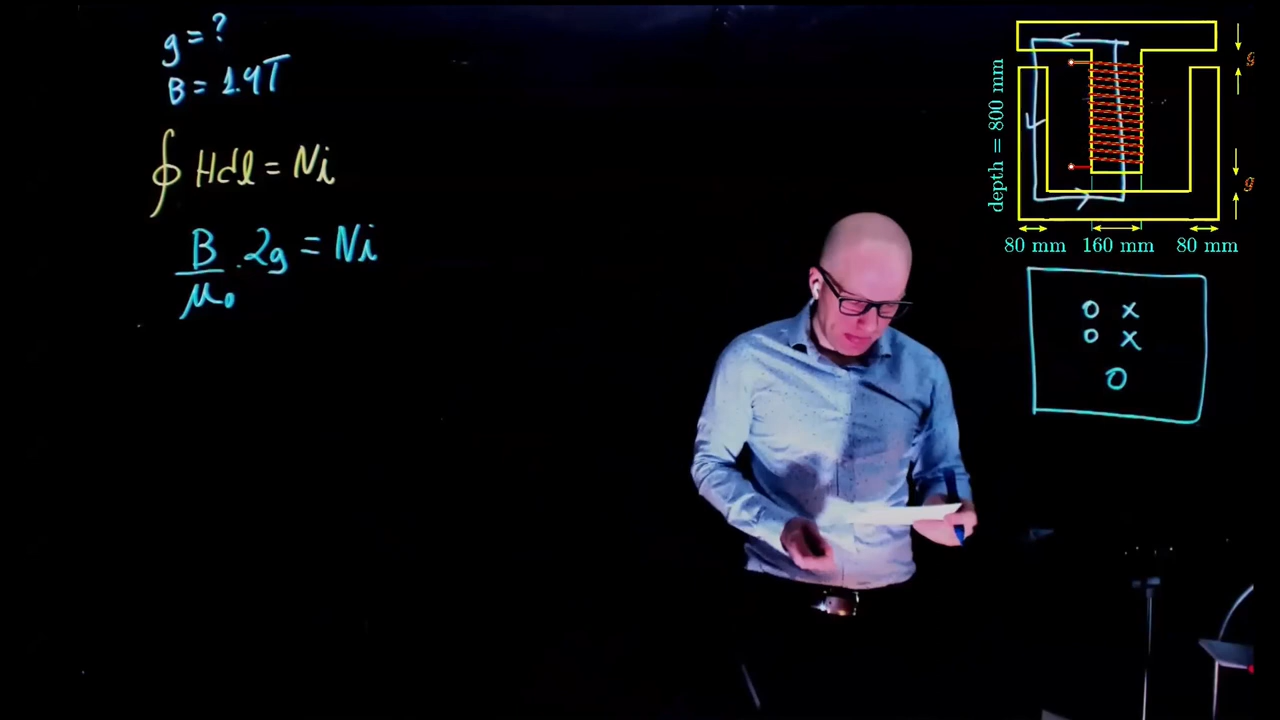 g = ?
B = 1.4T
∮ Hdl = Ni
B/μ₀ · 2g = Ni
depth = 800 mm
g
g
80 mm 160 mm 80 mm
o x
o x
o